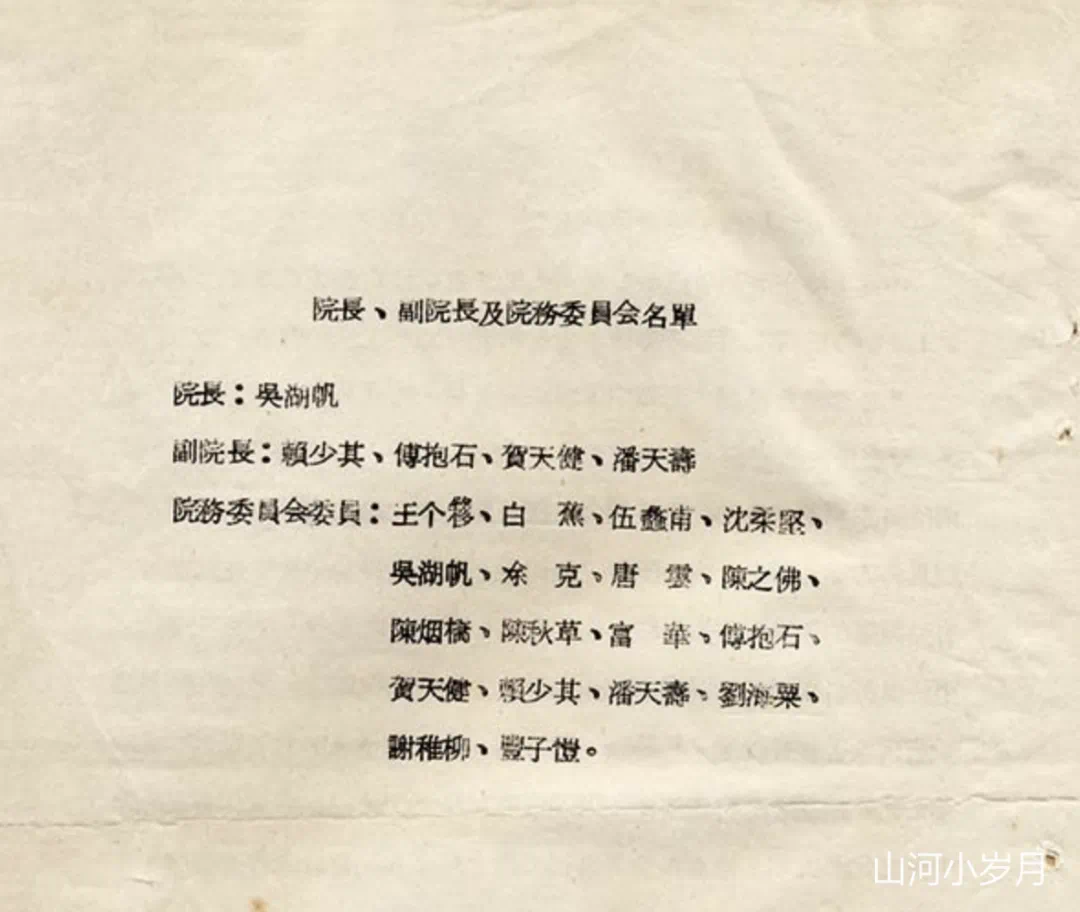 院長、副院長及院務委員会名單
院長：吳湖帆
副院長：賴少其、傅抱石、賀天健、潘天壽
院務委員会委員：王个簃、白　蕉、伍蠡甫、沈柔堅、
吳湖帆、涂　克、唐　雲、陳之佛、
陳烟橋、陳秋草、富　華、傅抱石、
賀天健、賴少其、潘天壽、劉海粟、
謝稚柳、豐子愷。
山河小岁月